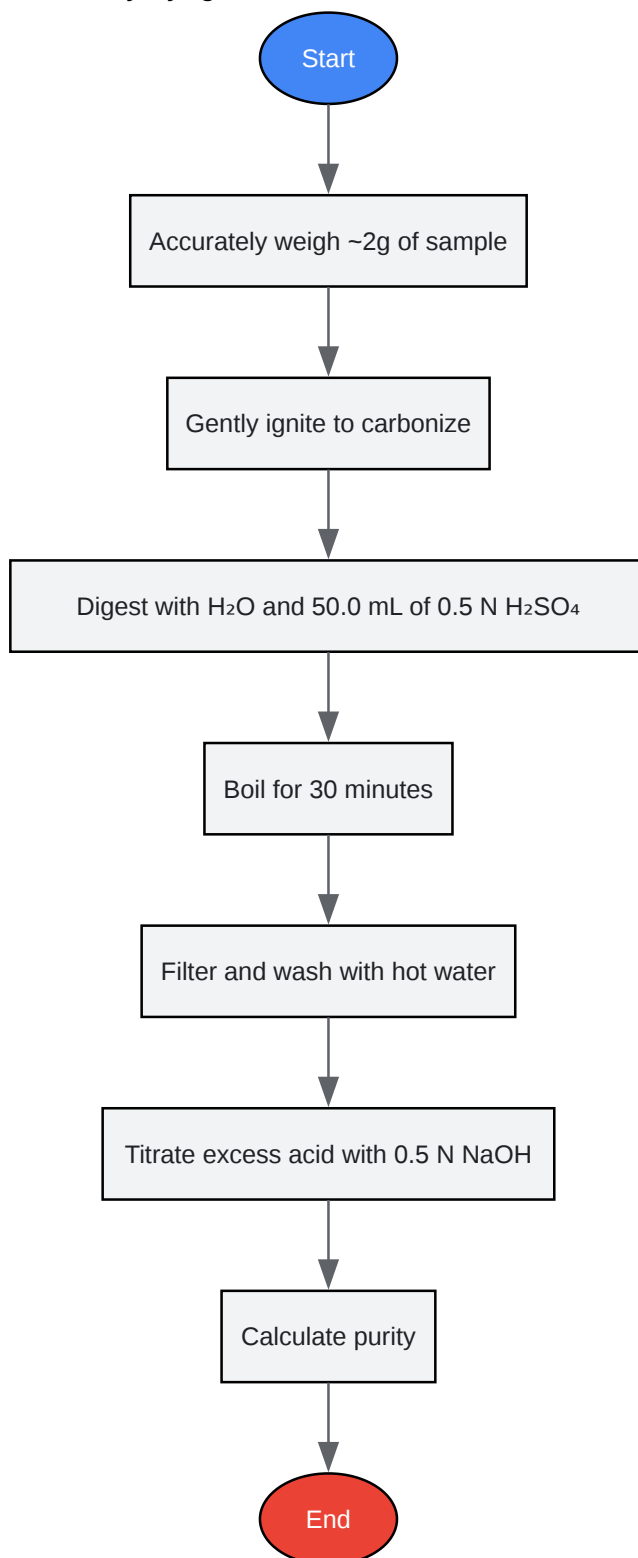 Start
Accurately weigh ~2g of sample
Gently ignite to carbonize
Digest with H₂O and 50.0 mL of 0.5 N H₂SO₄
Boil for 30 minutes
Filter and wash with hot water
Titrate excess acid with 0.5 N NaOH
Calculate purity
End